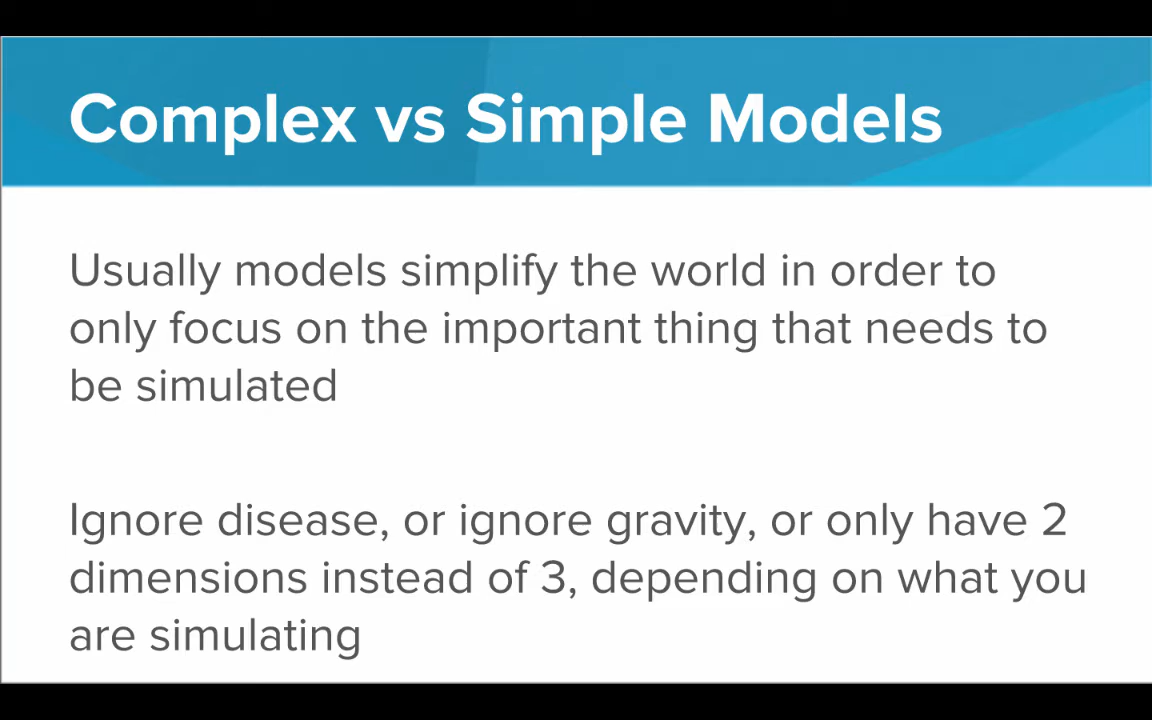 Complex vs Simple Models
Usually models simplify the world in order to
only focus on the important thing that needs to
be simulated
Ignore disease, or ignore gravity, or only have 2
dimensions instead of 3, depending on what you
are simulating